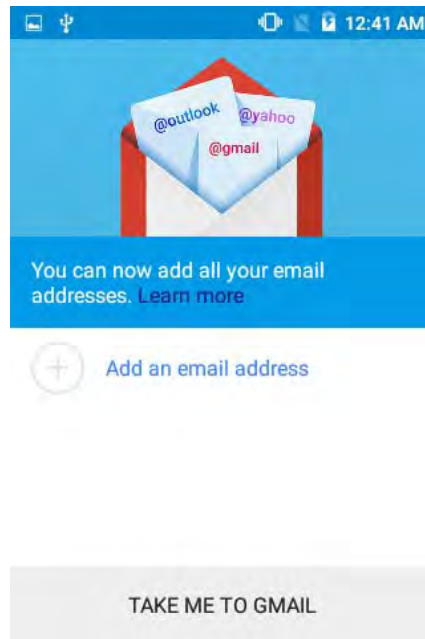 12:41 AM
@outlook
@yahoo
@gmail
You can now add all your email
addresses. Learn more
Add an email address
TAKE ME TO GMAIL